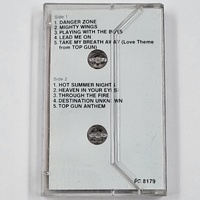 Side 1
1. DANGER ZONE
2. MIGHTY WINGS
3. PLAYING WITH THE BOYS
4. LEAD ME ON
5. TAKE MY BREATH AWAY (Love Theme
from TOP GUN)
Side 2
1. HOT SUMMER NIGHTS
2. HEAVEN IN YOUR EYES
3. THROUGH THE FIRE
4. DESTINATION UNKNOWN
5. TOP GUN ANTHEM
PC 8179